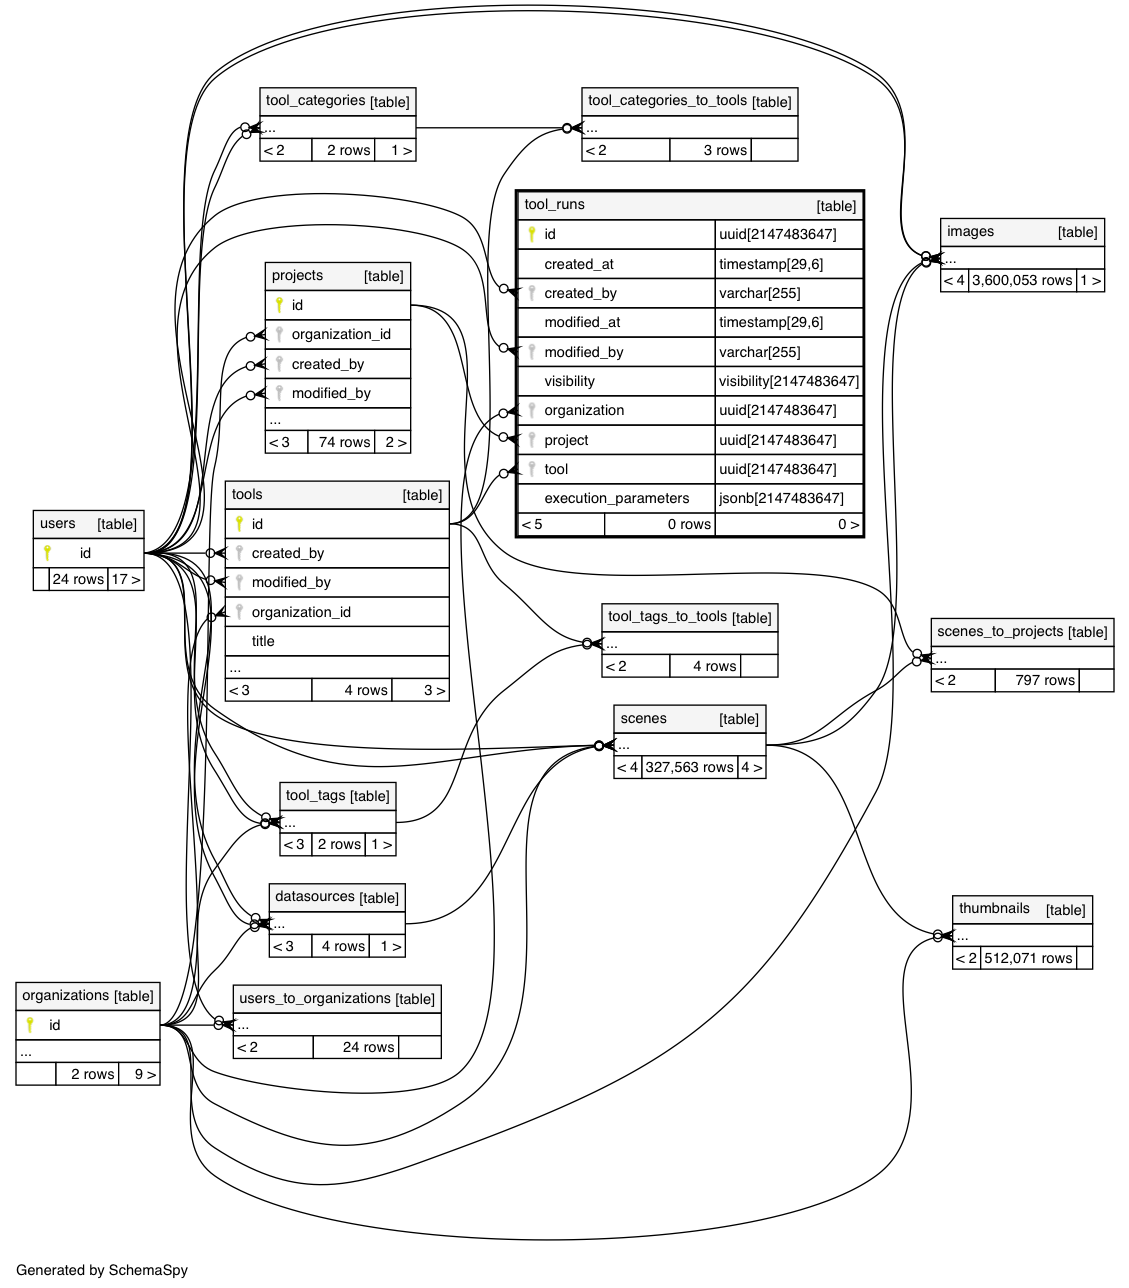 tool_categories [table]
...
< 2 2 rows 1 >
tool_categories_to_tools [table]
...
< 2 3 rows
tool_runs [table]
id uuid[2147483647]
created_at timestamp[29,6]
created_by varchar[255]
modified_at timestamp[29,6]
modified_by varchar[255]
visibility visibility[2147483647]
organization uuid[2147483647]
project uuid[2147483647]
tool uuid[2147483647]
execution_parameters jsonb[2147483647]
< 5 0 rows 0 >
images [table]
...
< 4 3,600,053 rows 1 >
projects [table]
id
organization_id
created_by
modified_by
...
< 3 74 rows 2 >
tools [table]
id
created_by
modified_by
organization_id
title
...
< 3 4 rows 3 >
users [table]
id
24 rows 17 >
tool_tags_to_tools [table]
...
< 2 4 rows
scenes_to_projects [table]
...
< 2 797 rows
scenes [table]
...
< 4 327,563 rows 4 >
tool_tags [table]
...
< 3 2 rows 1 >
datasources [table]
...
< 3 4 rows 1 >
thumbnails [table]
...
< 2 512,071 rows
organizations [table]
id
...
2 rows 9 >
users_to_organizations [table]
...
< 2 24 rows
Generated by SchemaSpy